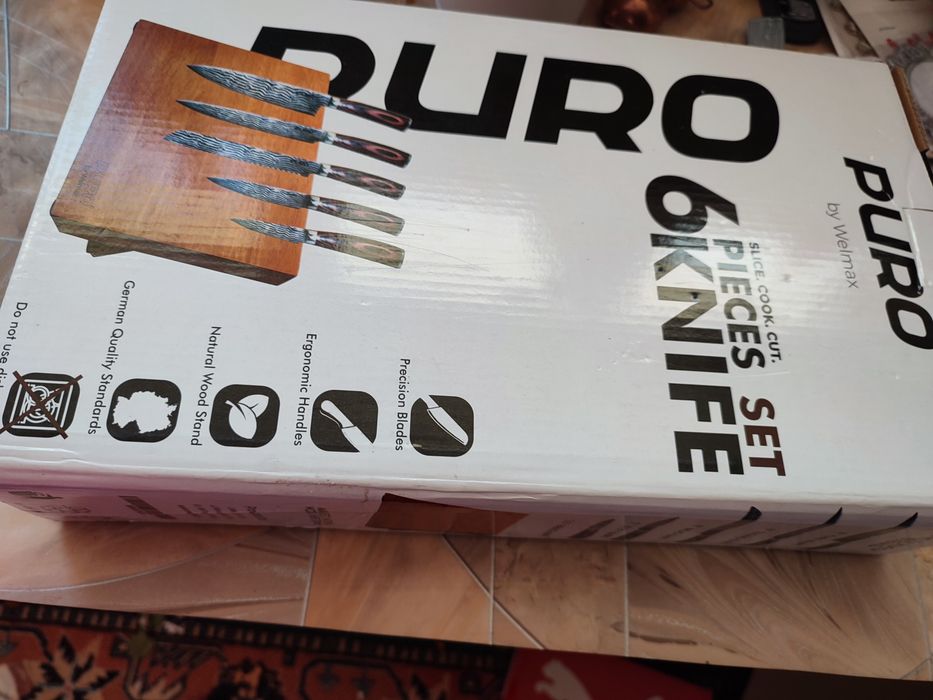 PURO
6 PIECES SET
KNIFE
SLICE. COOK. CUT.
PURO
by Welmax
Precision Blades
Ergonomic Handles
Natural Wood Stand
German Quality Standards
Do not use